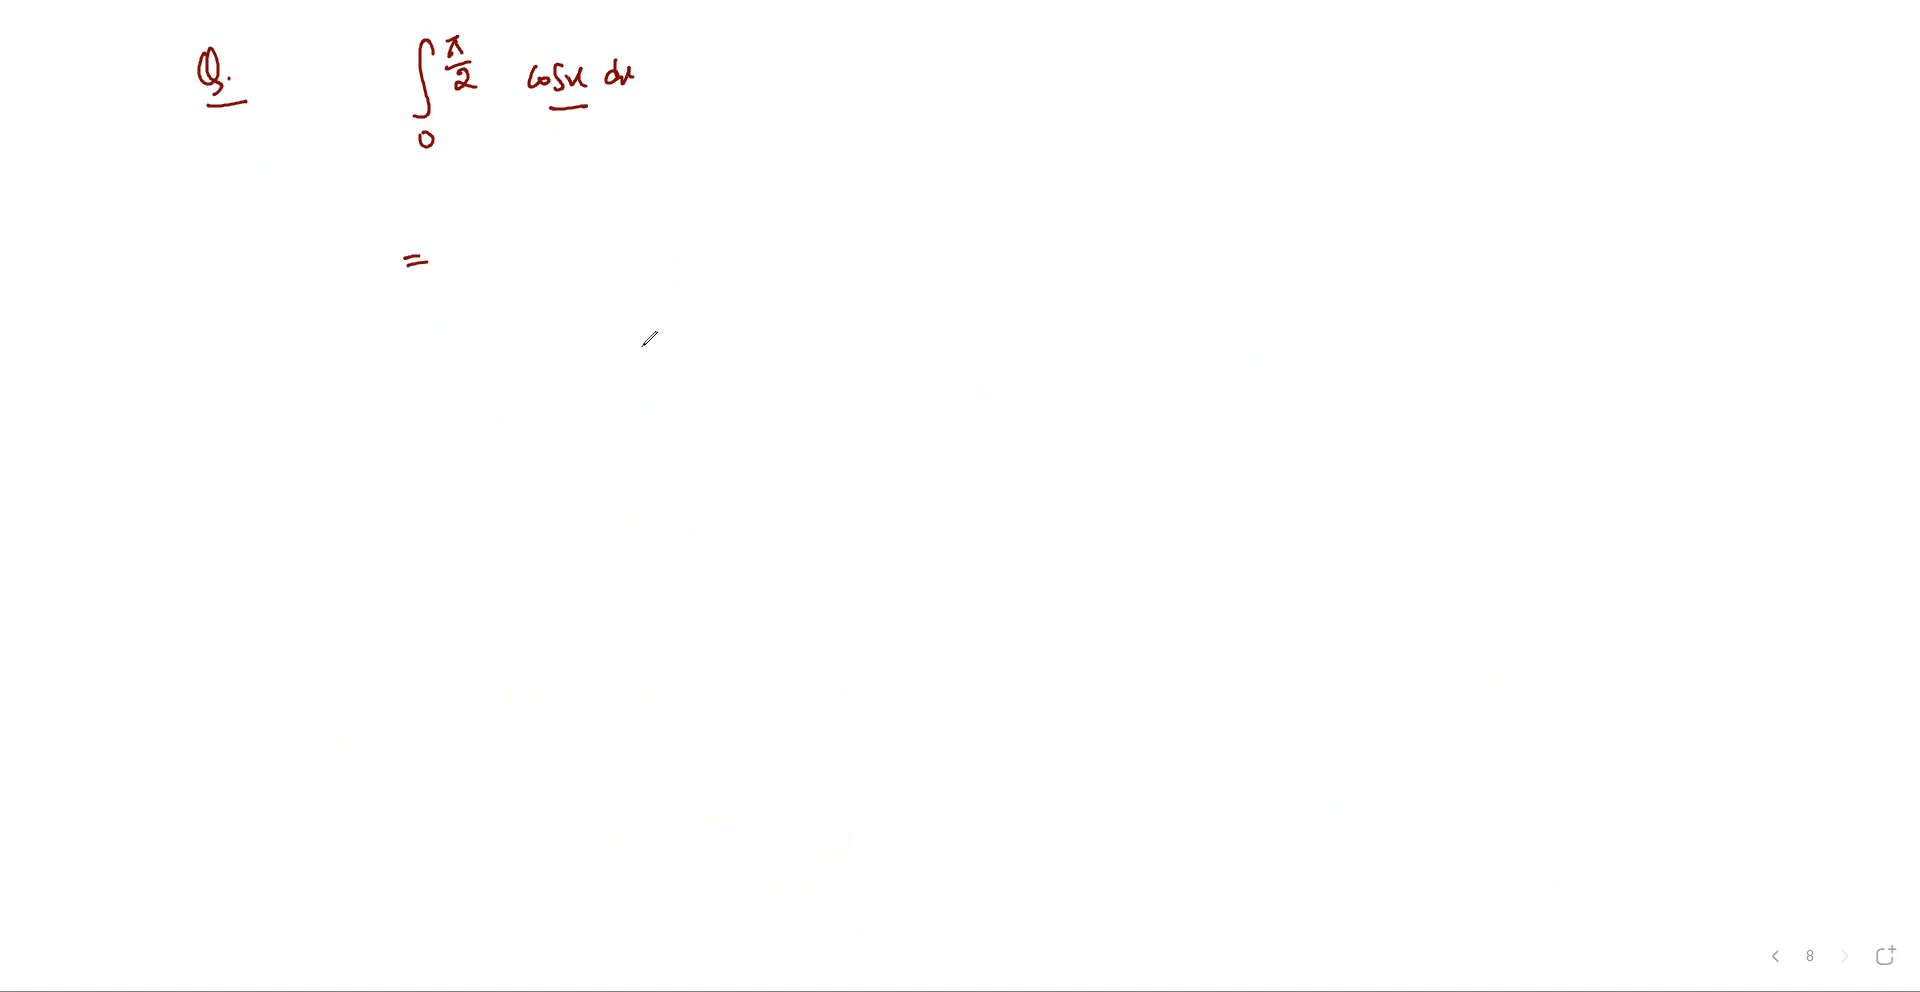 Q. ∫₀^(π/2) cosx dx
=
8